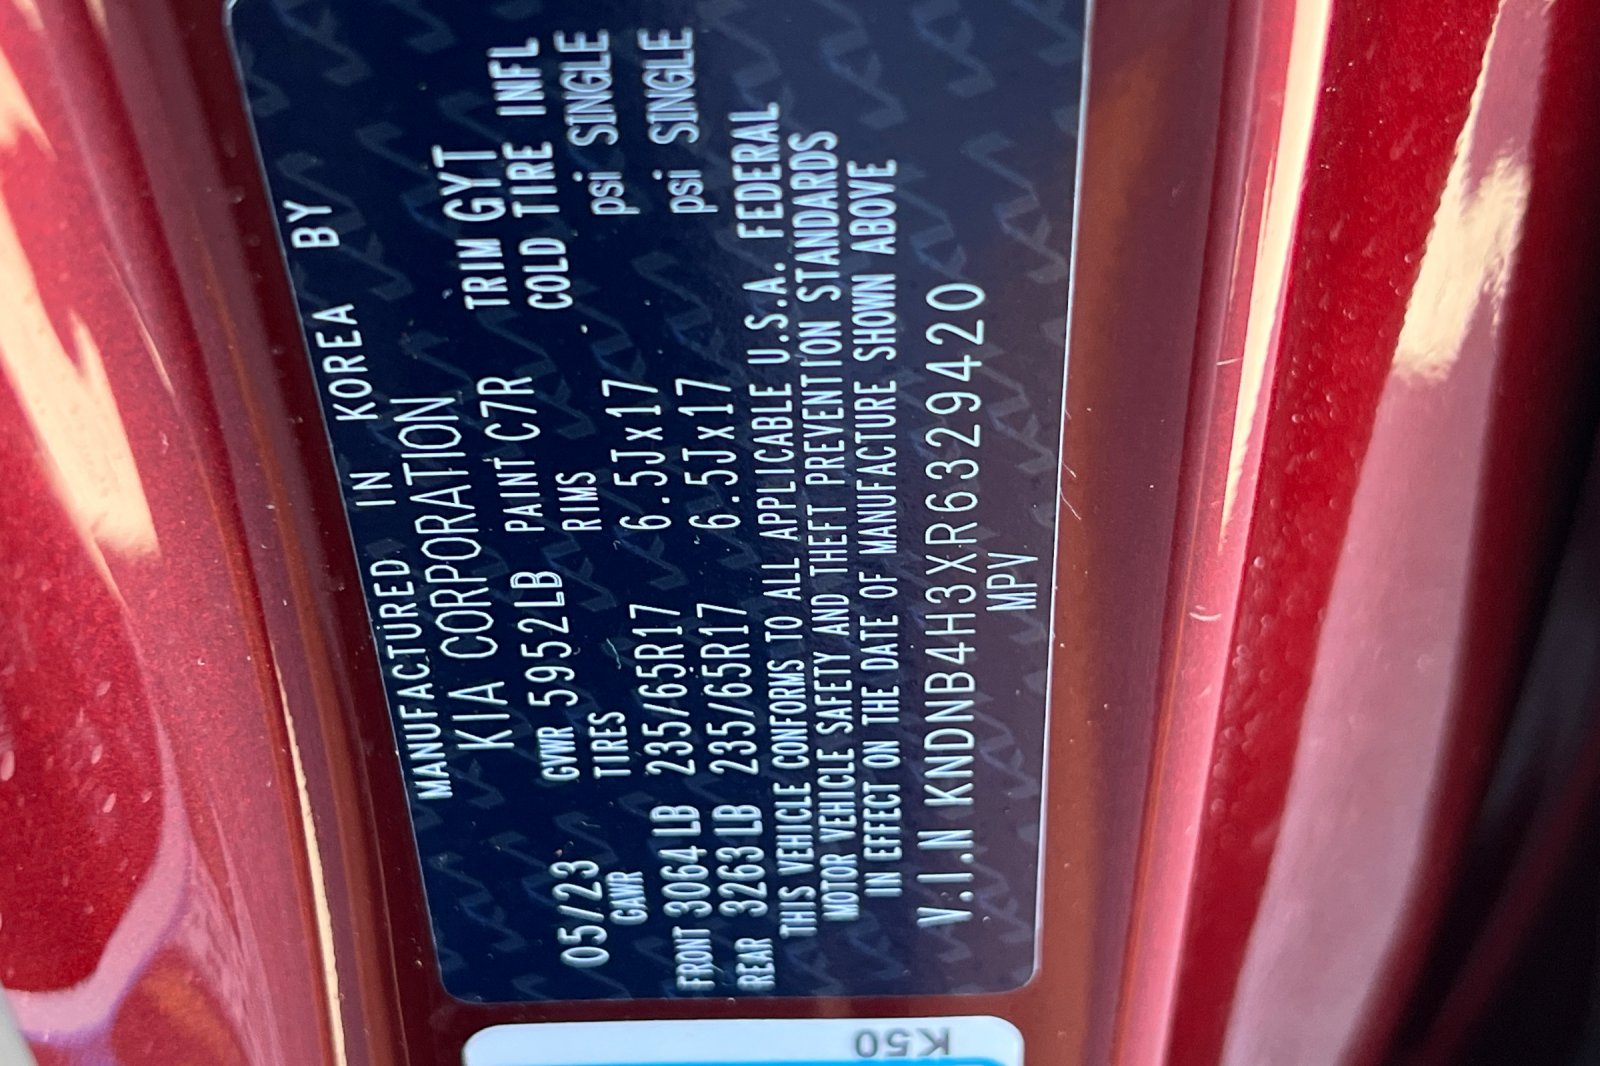 MANUFACTURED IN KOREA BY
KIA CORPORATION TRIM GYT
05/23 GVWR 5952LB PAINT C7R COLD TIRE INFL
GAWR TIRES RIMS psi SINGLE
FRONT 3064LB 235/65R17 6.5Jx17 psi SINGLE
REAR 3263LB 235/65R17 6.5Jx17
THIS VEHICLE CONFORMS TO ALL APPLICABLE U.S.A. FEDERAL
MOTOR VEHICLE SAFETY AND THEFT PREVENTION STANDARDS
IN EFFECT ON THE DATE OF MANUFACTURE SHOWN ABOVE
V.I.N KNDNB4H3XR6329420
MPV
K50